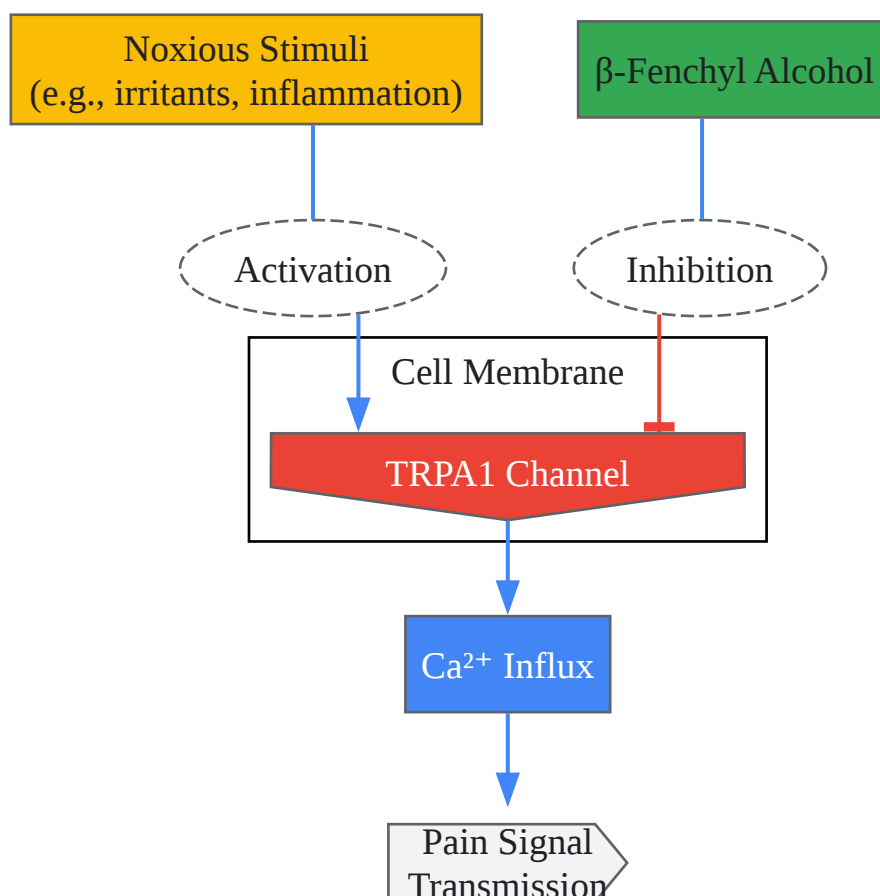 Noxious Stimuli
(e.g., irritants, inflammation)
β-Fenchyl Alcohol
Activation
Inhibition
Cell Membrane
TRPA1 Channel
Ca²⁺ Influx
Pain Signal
Transmission